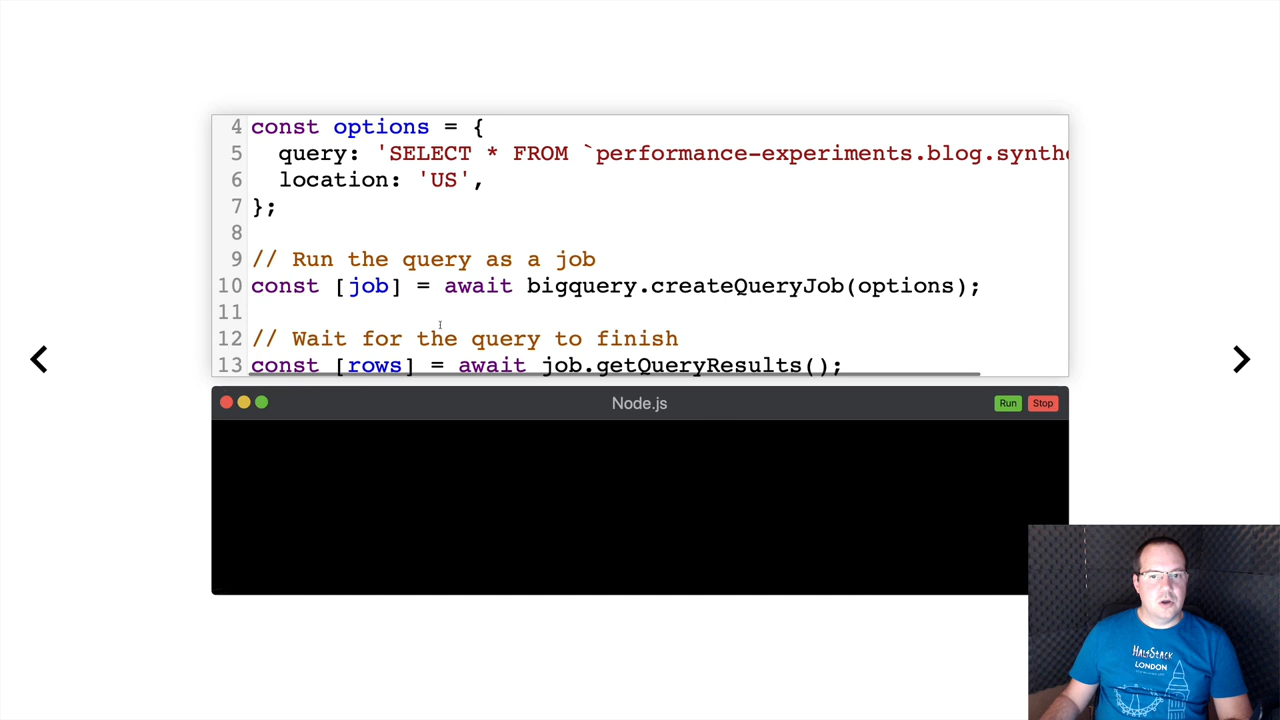 4 const options = {
5 query: 'SELECT * FROM `performance-experiments.blog.synth
6 location: 'US',
7 };
8
9 // Run the query as a job
10 const [job] = await bigquery.createQueryJob(options);
11
12 // Wait for the query to finish
13 const [rows] = await job.getQueryResults();
Node.js
Run
Stop
HALFSTACK
LONDON